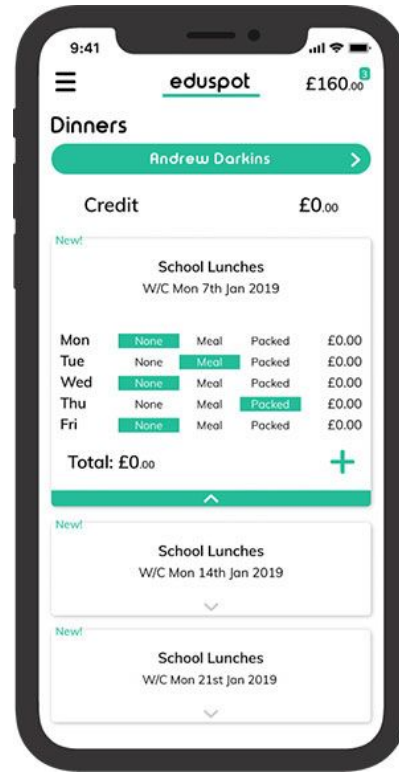 9:41
eduspot £160.00 3
Dinners
Andrew Darkins
Credit £0.00
New!
School Lunches
W/C Mon 7th Jan 2019
Mon None Meal Packed £0.00
Tue None Meal Packed £0.00
Wed None Meal Packed £0.00
Thu None Meal Packed £0.00
Fri None Meal Packed £0.00
Total: £0.00 +
New!
School Lunches
W/C Mon 14th Jan 2019
New!
School Lunches
W/C Mon 21st Jan 2019